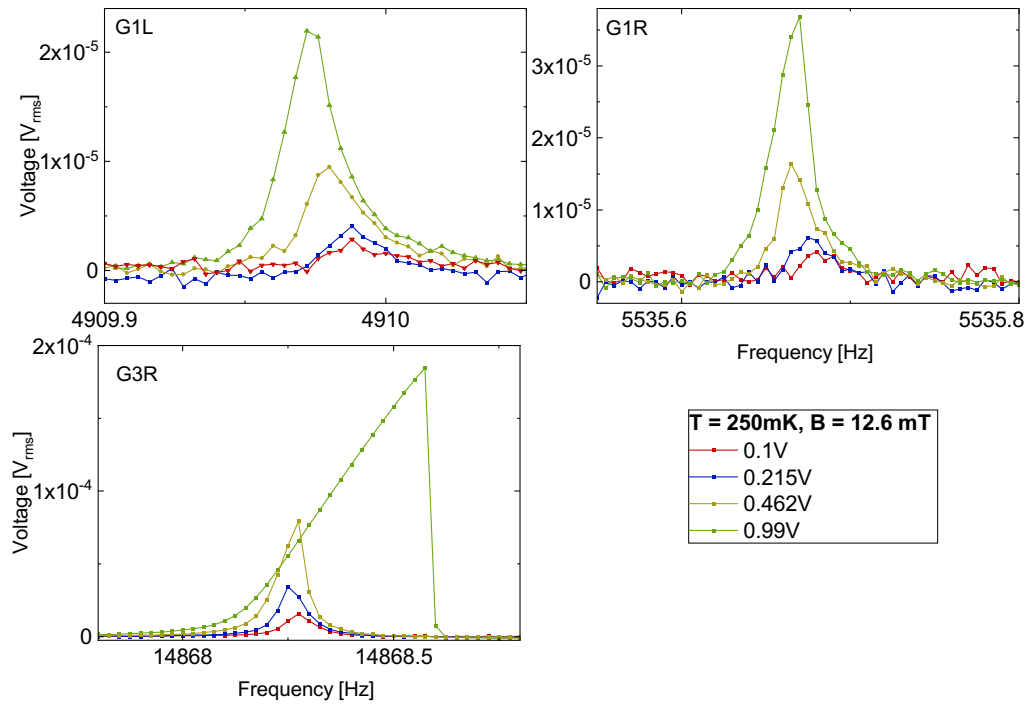 G1L
2x10⁻⁵
1x10⁻⁵
0
Voltage [Vrms]
4909.9
4910
G1R
3x10⁻⁵
2x10⁻⁵
1x10⁻⁵
0
5535.6
5535.8
Frequency [Hz]
G3R
2x10⁻⁴
1x10⁻⁴
0
Voltage [Vrms]
14868
14868.5
Frequency [Hz]
T = 250mK, B = 12.6 mT
0.1V
0.215V
0.462V
0.99V